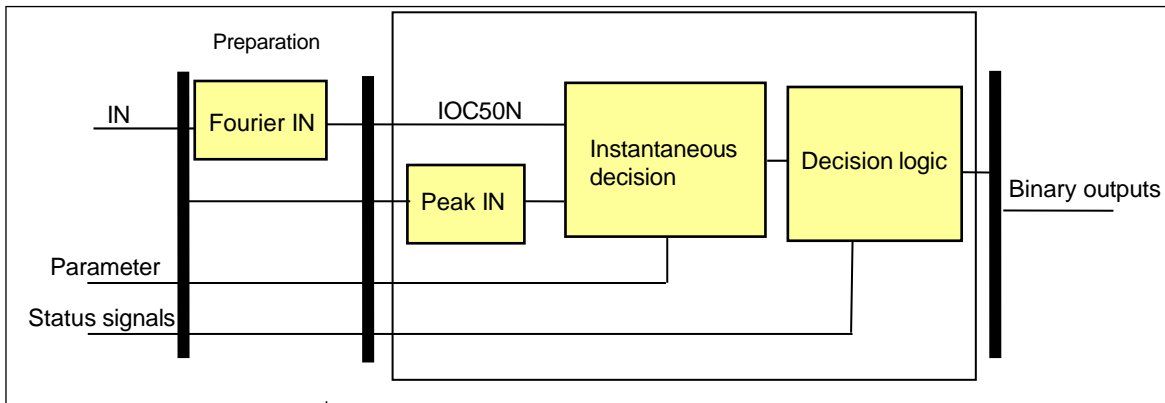 Preparation
IN
Fourier IN
IOC50N
Instantaneous
decision
Decision logic
Peak IN
Binary outputs
Parameter
Status signals